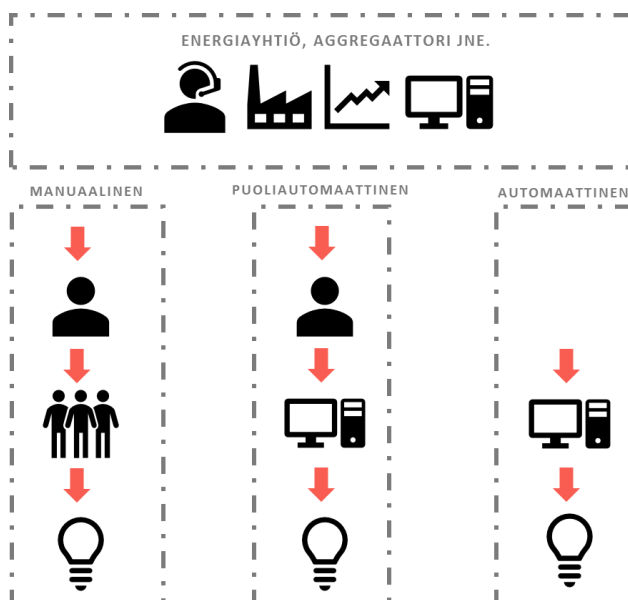 ENERGIAYHTIÖ, AGGREGAATTORI JNE.
MANUAALINEN
PUOLIAUTOMAATTINEN
AUTOMAATTINEN